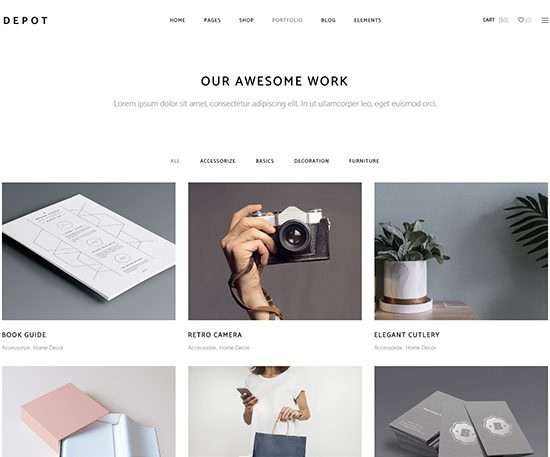 DEPOT
HOME PAGES SHOP PORTFOLIO BLOG ELEMENTS
CART ($0) (0)
OUR AWESOME WORK
Lorem ipsum dolor sit amet, consectetur adipiscing elit. In ut ullamcorper leo, eget euismod orci.
ALL ACCESSORIZE BASICS DECORATION FURNITURE
BOOK GUIDE
Accessorize Home Decor
RETRO CAMERA
Accessorize Home Decor
ELEGANT CUTLERY
Accessorize Home Decor